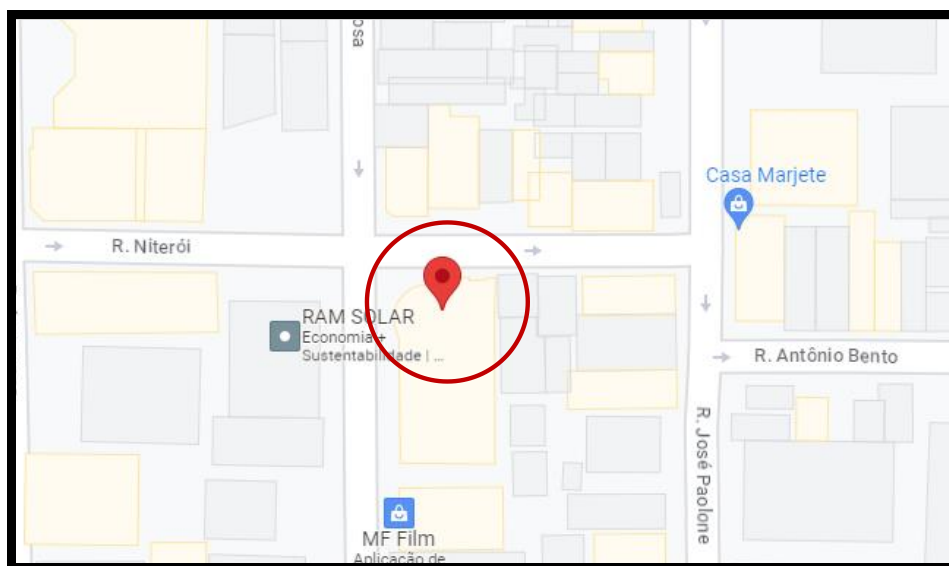 osa
Casa Marjete
R. Niterói
RAM SOLAR
Economia +
Sustentabilidade | ...
R. Antônio Bento
R. José Paolone
MF Film
Aplicação de